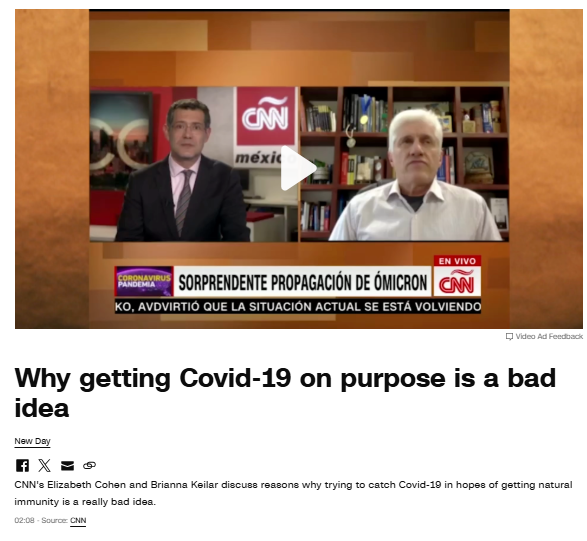 CNN
méxic
EN VIVO
CORONAVIRUS
PANDEMIA
SORPRENDENTE PROPAGACIÓN DE ÓMICRON
CNN
KO, AVDVIRTIÓ QUE LA SITUACIÓN ACTUAL SE ESTÁ VOLVIENDO
Video Ad Feedback
Why getting Covid-19 on purpose is a bad
idea
New Day
CNN's Elizabeth Cohen and Brianna Keilar discuss reasons why trying to catch Covid-19 in hopes of getting natural
immunity is a really bad idea.
02:08 - Source: CNN